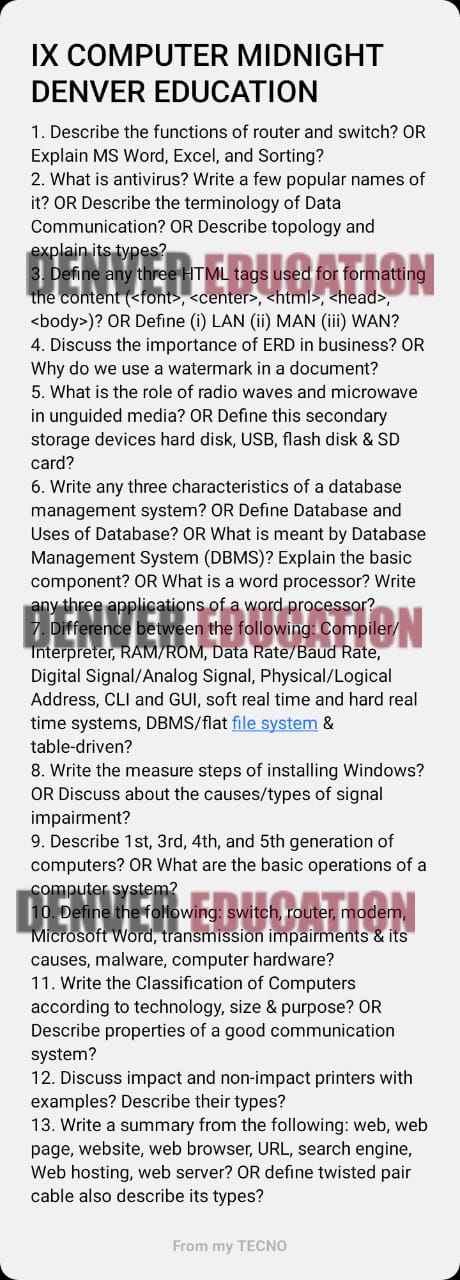 IX COMPUTER MIDNIGHT
DENVER EDUCATION
1. Describe the functions of router and switch? OR
Explain MS Word, Excel, and Sorting?
2. What is antivirus? Write a few popular names of
it? OR Describe the terminology of Data
Communication? OR Describe topology and
explain its types?
DENVER EDUCATION
3. Define any three HTML tags used for formatting
the content (<font>, <center>, <html>, <head>,
<body>)? OR Define (i) LAN (ii) MAN (iii) WAN?
4. Discuss the importance of ERD in business? OR
Why do we use a watermark in a document?
5. What is the role of radio waves and microwave
in unguided media? OR Define this secondary
storage devices hard disk, USB, flash disk & SD
card?
6. Write any three characteristics of a database
management system? OR Define Database and
Uses of Database? OR What is meant by Database
Management System (DBMS)? Explain the basic
component? OR What is a word processor? Write
any three applications of a word processor?
DENVER EDUCATION
7. Difference between the following: Compiler/
Interpreter, RAM/ROM, Data Rate/Baud Rate,
Digital Signal/Analog Signal, Physical/Logical
Address, CLI and GUI, soft real time and hard real
time systems, DBMS/flat file system &
table-driven?
8. Write the measure steps of installing Windows?
OR Discuss about the causes/types of signal
impairment?
9. Describe 1st, 3rd, 4th, and 5th generation of
computers? OR What are the basic operations of a
computer system?
DENVER EDUCATION
10. Define the following: switch, router, modem,
Microsoft Word, transmission impairments & its
causes, malware, computer hardware?
11. Write the Classification of Computers
according to technology, size & purpose? OR
Describe properties of a good communication
system?
12. Discuss impact and non-impact printers with
examples? Describe their types?
13. Write a summary from the following: web, web
page, website, web browser, URL, search engine,
Web hosting, web server? OR define twisted pair
cable also describe its types?
From my TECNO